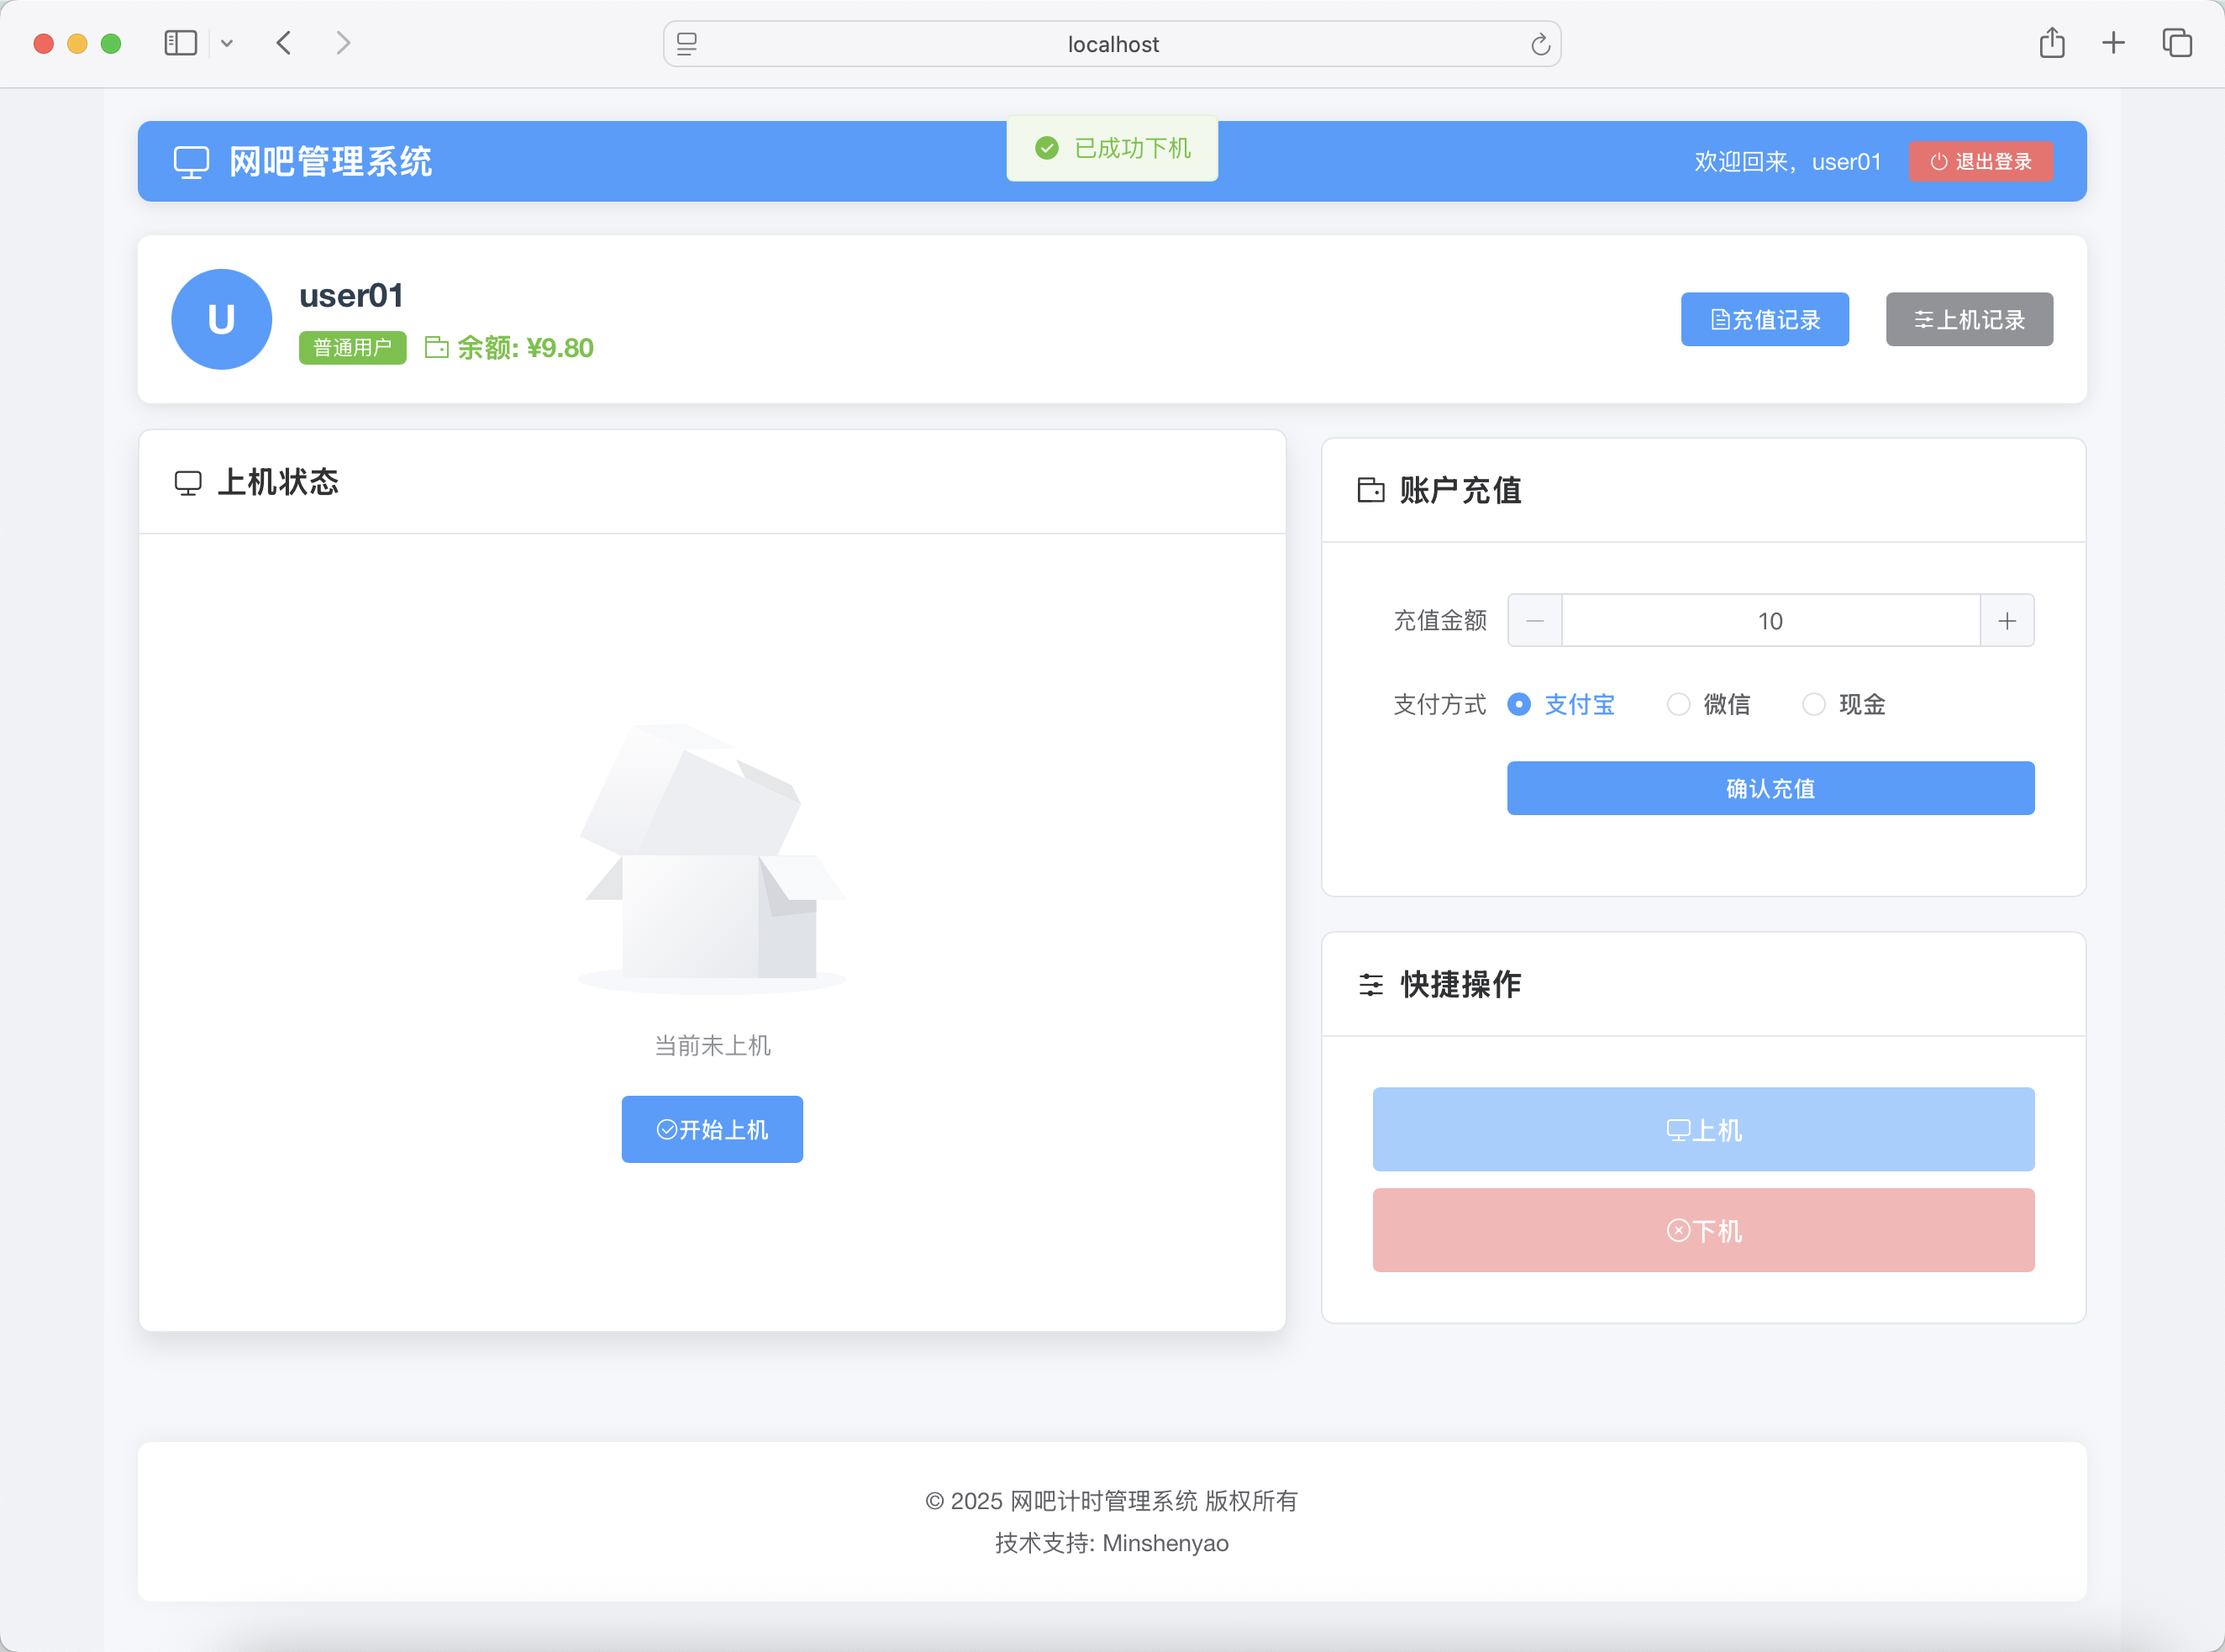 localhost
网吧管理系统
已成功下机
欢迎回来，user01
退出登录
U
user01
普通用户
余额: ¥9.80
充值记录
上机记录
上机状态
当前未上机
开始上机
账户充值
充值金额
10
支付方式
支付宝
微信
现金
确认充值
快捷操作
上机
下机
© 2025 网吧计时管理系统 版权所有
技术支持: Minshenyao